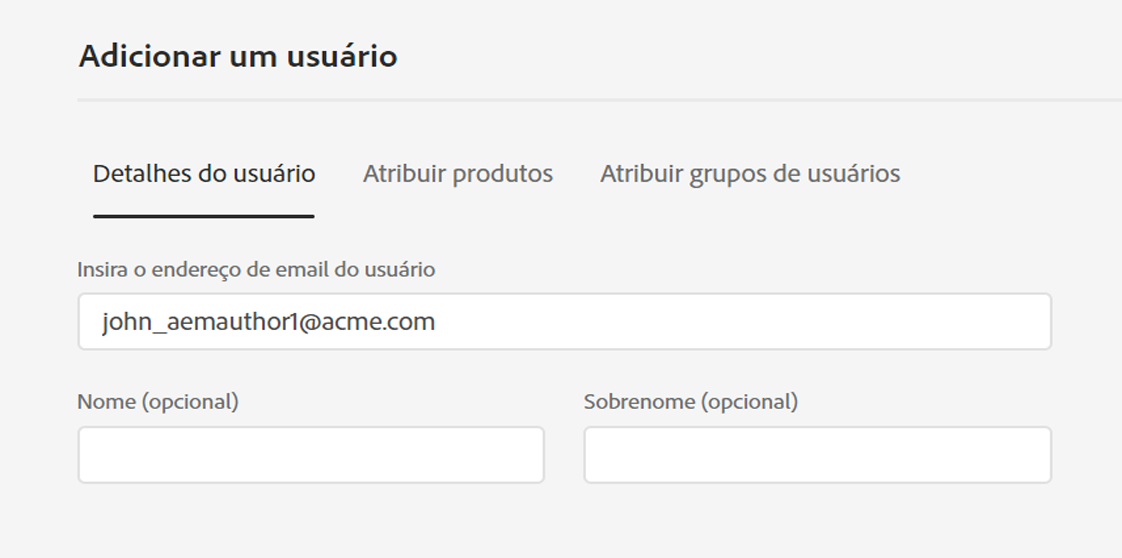 Adicionar um usuário
Detalhes do usuário Atribuir produtos Atribuir grupos de usuários
Insira o endereço de email do usuário
john_aemauthor1@acme.com
Nome (opcional) Sobrenome (opcional)